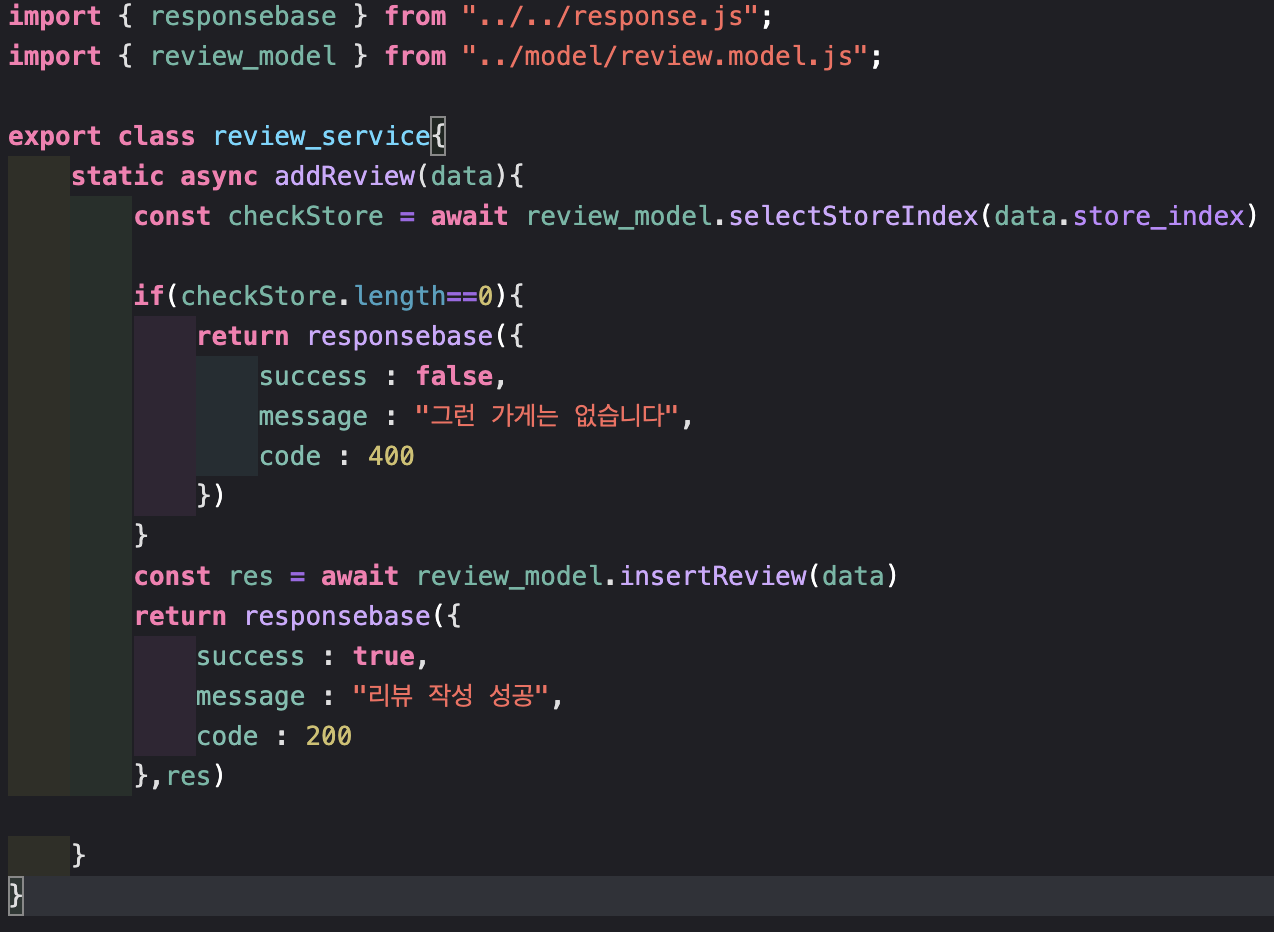 import { responsebase } from "../../response.js";
import { review_model } from "../model/review.model.js";
export class review_service{
static async addReview(data){
const checkStore = await review_model.selectStoreIndex(data.store_index)
if(checkStore.length==0){
return responsebase({
success : false,
message : "그런 가게는 없습니다",
code : 400
})
}
const res = await review_model.insertReview(data)
return responsebase({
success : true,
message : "리뷰 작성 성공",
code : 200
},res)
}
}